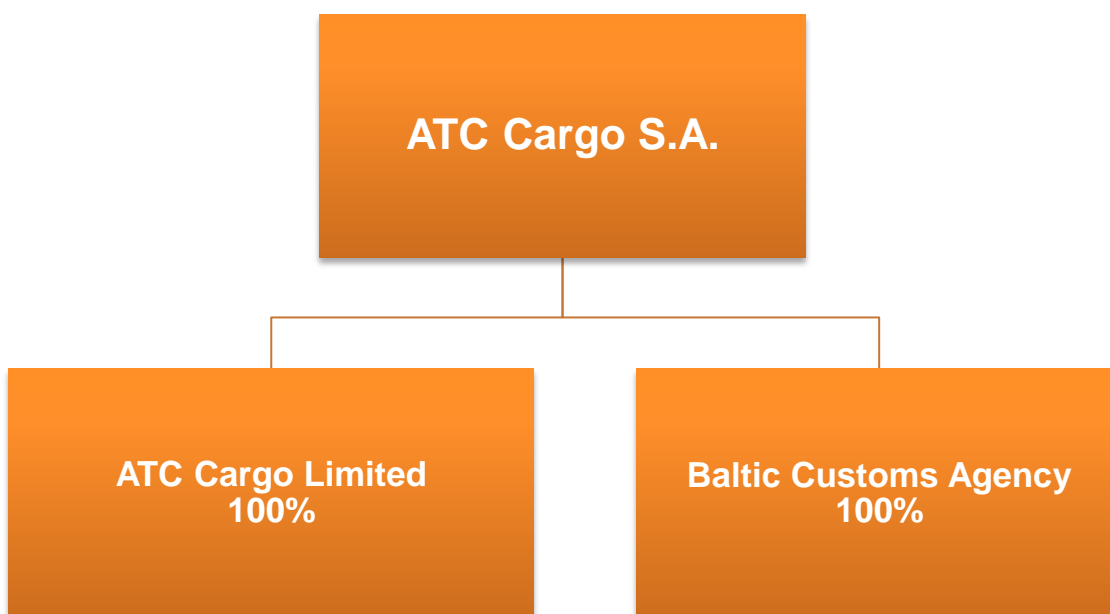 ATC Cargo S.A.
ATC Cargo Limited
100%
Baltic Customs Agency
100%